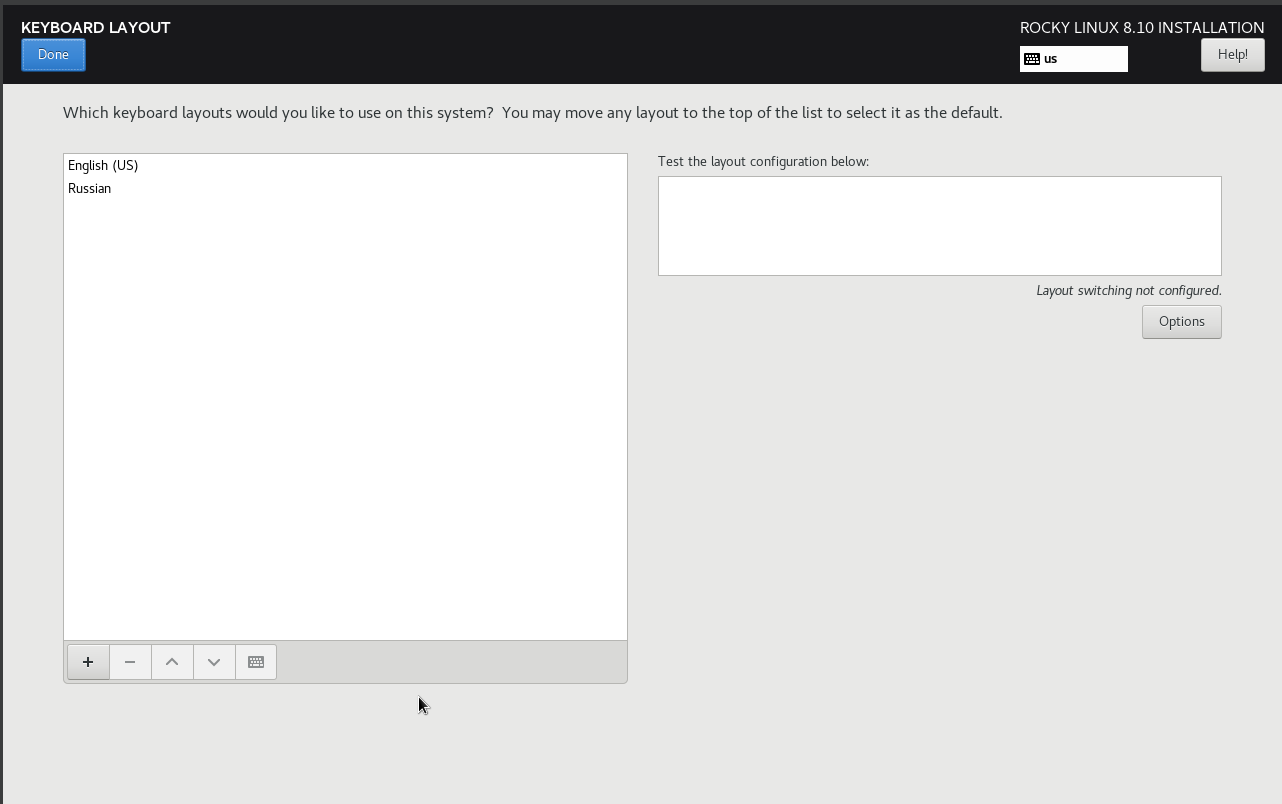 KEYBOARD LAYOUT
ROCKY LINUX 8.10 INSTALLATION
Done
us
Help!
Which keyboard layouts would you like to use on this system?  You may move any layout to the top of the list to select it as the default.
English (US)
Russian
Test the layout configuration below:
Layout switching not configured.
Options